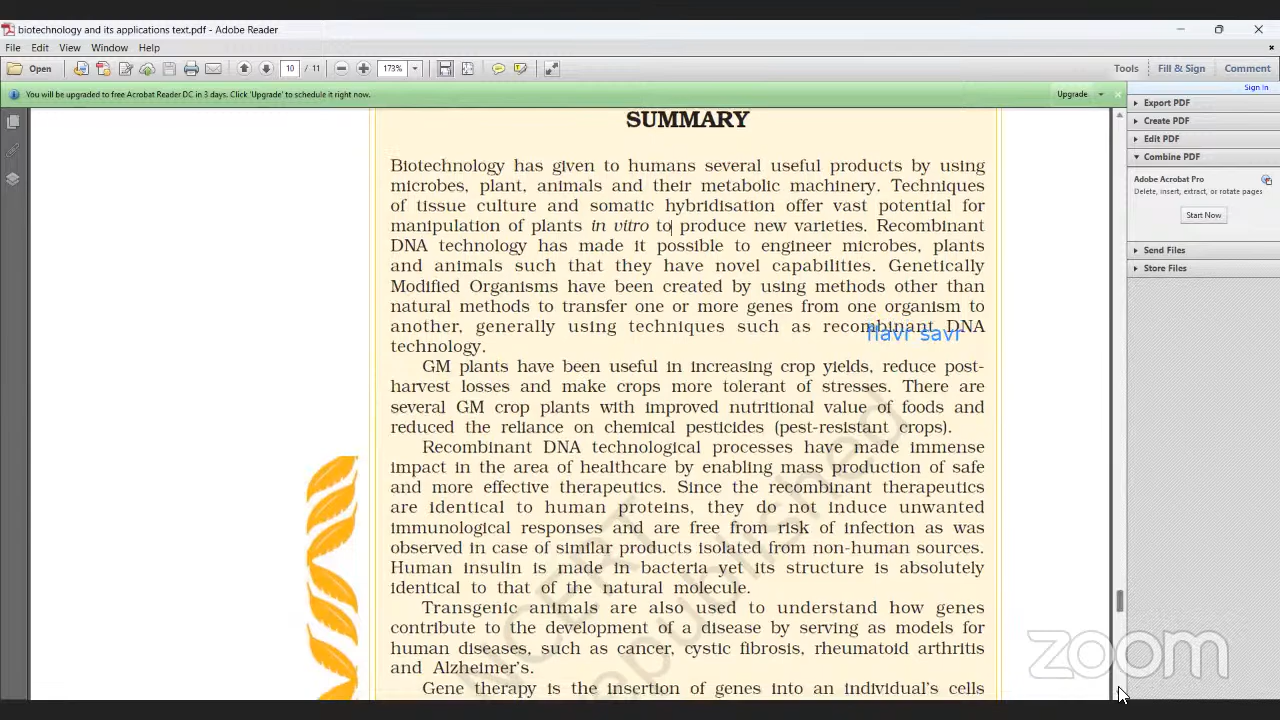 biotechnology and its applications text.pdf - Adobe Reader
File Edit View Window Help
Open 10 / 11 173% Tools Fill & Sign Comment
You will be upgraded to free Acrobat Reader DC in 3 days. Click 'Upgrade' to schedule it right now. Upgrade
Sign In
Export PDF
Create PDF
Edit PDF
Combine PDF
Adobe Acrobat Pro
Delete, insert, extract, or rotate pages
Start Now
Send Files
Store Files
SUMMARY
Biotechnology has given to humans several useful products by using
microbes, plant, animals and their metabolic machinery. Techniques
of tissue culture and somatic hybridisation offer vast potential for
manipulation of plants in vitro to produce new varieties. Recombinant
DNA technology has made it possible to engineer microbes, plants
and animals such that they have novel capabilities. Genetically
Modified Organisms have been created by using methods other than
natural methods to transfer one or more genes from one organism to
another, generally using techniques such as recombinant DNA
flavr savr
technology.
GM plants have been useful in increasing crop yields, reduce post-
harvest losses and make crops more tolerant of stresses. There are
several GM crop plants with improved nutritional value of foods and
reduced the reliance on chemical pesticides (pest-resistant crops).
Recombinant DNA technological processes have made immense
impact in the area of healthcare by enabling mass production of safe
and more effective therapeutics. Since the recombinant therapeutics
are identical to human proteins, they do not induce unwanted
immunological responses and are free from risk of infection as was
observed in case of similar products isolated from non-human sources.
Human insulin is made in bacteria yet its structure is absolutely
identical to that of the natural molecule.
Transgenic animals are also used to understand how genes
contribute to the development of a disease by serving as models for
human diseases, such as cancer, cystic fibrosis, rheumatoid arthritis
and Alzheimer's.
Gene therapy is the insertion of genes into an individual's cells
NCERT
republished
zoom